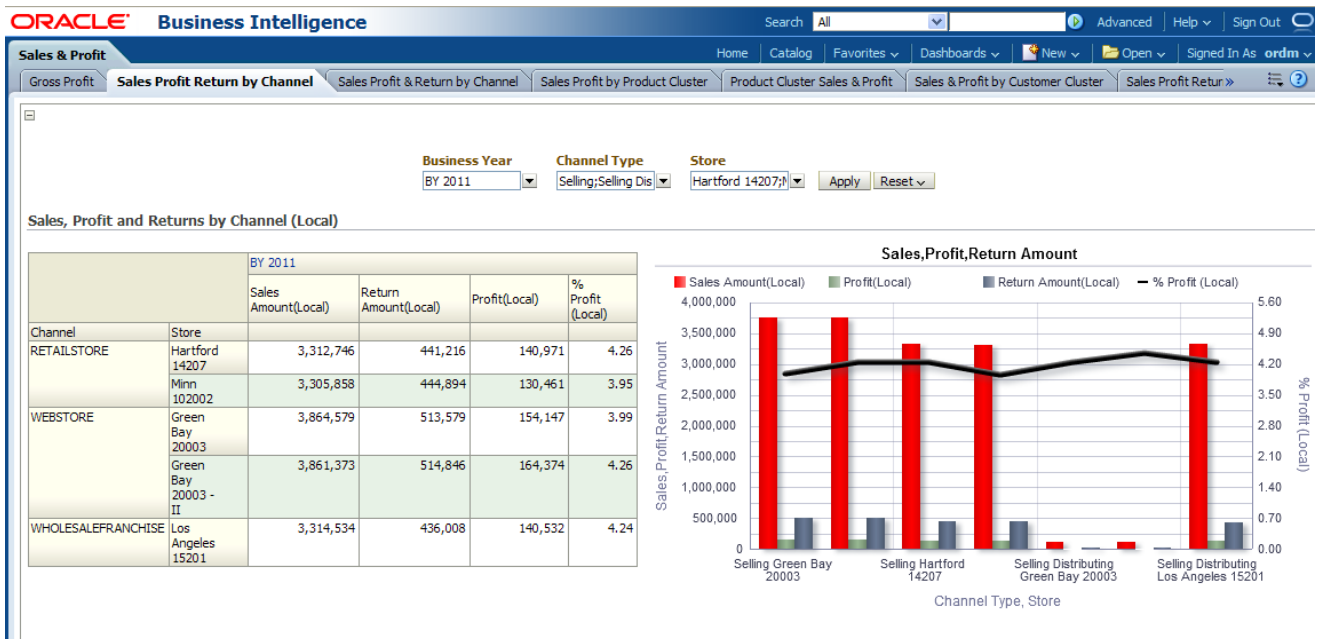 ORACLE Business Intelligence Search All Advanced Help Sign Out
Sales & Profit Home Catalog Favorites Dashboards New Open Signed In As ordm
Gross Profit Sales Profit Return by Channel Sales Profit & Return by Channel Sales Profit by Product Cluster Product Cluster Sales & Profit Sales & Profit by Customer Cluster Sales Profit Retur »
Business Year Channel Type Store
BY 2011 Selling;Selling Dis Hartford 14207;M Apply Reset
Sales, Profit and Returns by Channel (Local)
BY 2011
Sales Amount(Local) Return Amount(Local) Profit(Local) % Profit (Local)
Channel Store
RETAILSTORE Hartford 14207 3,312,746 441,216 140,971 4.26
Minn 102002 3,305,858 444,894 130,461 3.95
WEBSTORE Green Bay 20003 3,864,579 513,579 154,147 3.99
Green Bay 20003 - II 3,861,373 514,846 164,374 4.26
WHOLESALEFRANCHISE Los Angeles 15201 3,314,534 436,008 140,532 4.24
Sales,Profit,Return Amount
Sales Amount(Local) Profit(Local) Return Amount(Local) % Profit (Local)
4,000,000 5.60
3,500,000 4.90
3,000,000 4.20
2,500,000 3.50
2,000,000 2.80
1,500,000 2.10
1,000,000 1.40
500,000 0.70
0 0.00
Sales,Profit,Return Amount
% Profit (Local)
Selling Green Bay 20003
Selling Hartford 14207
Selling Distributing Green Bay 20003
Selling Distributing Los Angeles 15201
Channel Type, Store